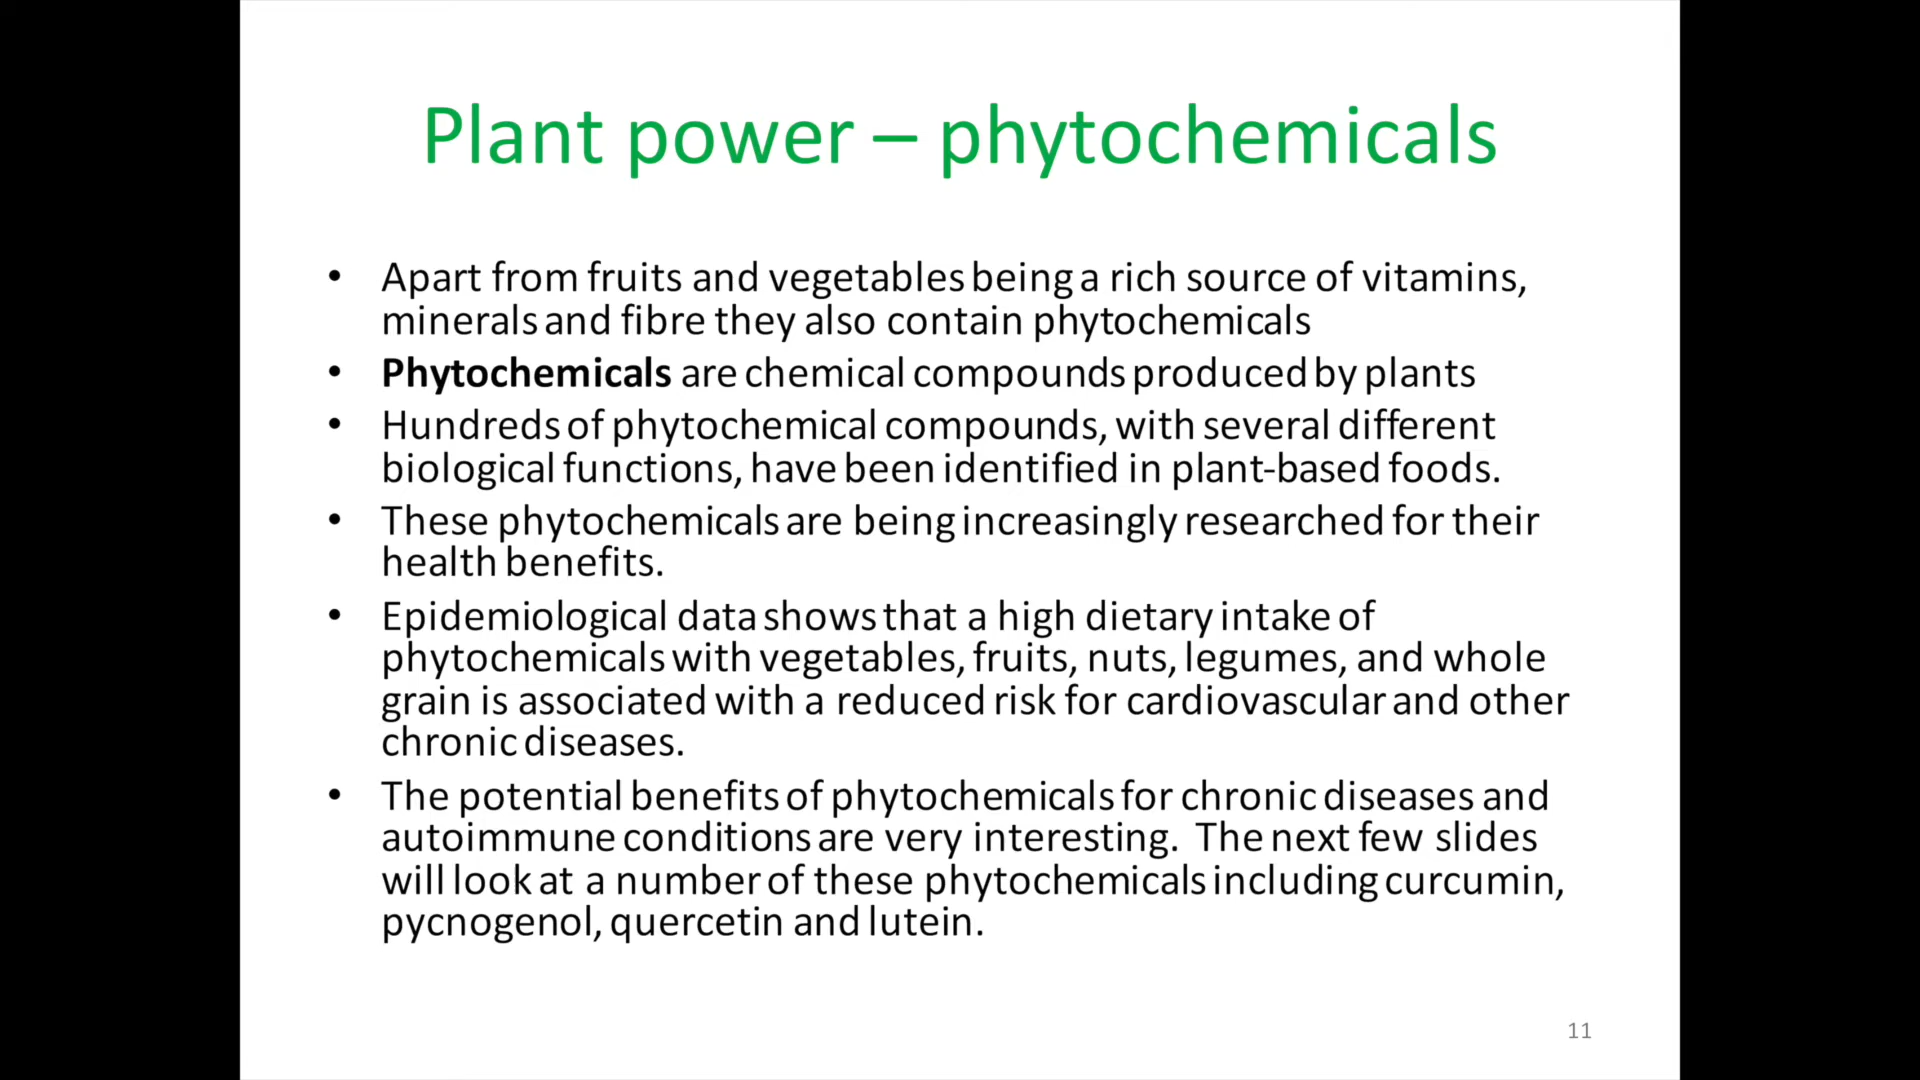 Plant power – phytochemicals
• Apart from fruits and vegetables being a rich source of vitamins,
minerals and fibre they also contain phytochemicals
• Phytochemicals are chemical compounds produced by plants
• Hundreds of phytochemical compounds, with several different
biological functions, have been identified in plant-based foods.
• These phytochemicals are being increasingly researched for their
health benefits.
• Epidemiological data shows that a high dietary intake of
phytochemicals with vegetables, fruits, nuts, legumes, and whole
grain is associated with a reduced risk for cardiovascular and other
chronic diseases.
• The potential benefits of phytochemicals for chronic diseases and
autoimmune conditions are very interesting. The next few slides
will look at a number of these phytochemicals including curcumin,
pycnogenol, quercetin and lutein.
11